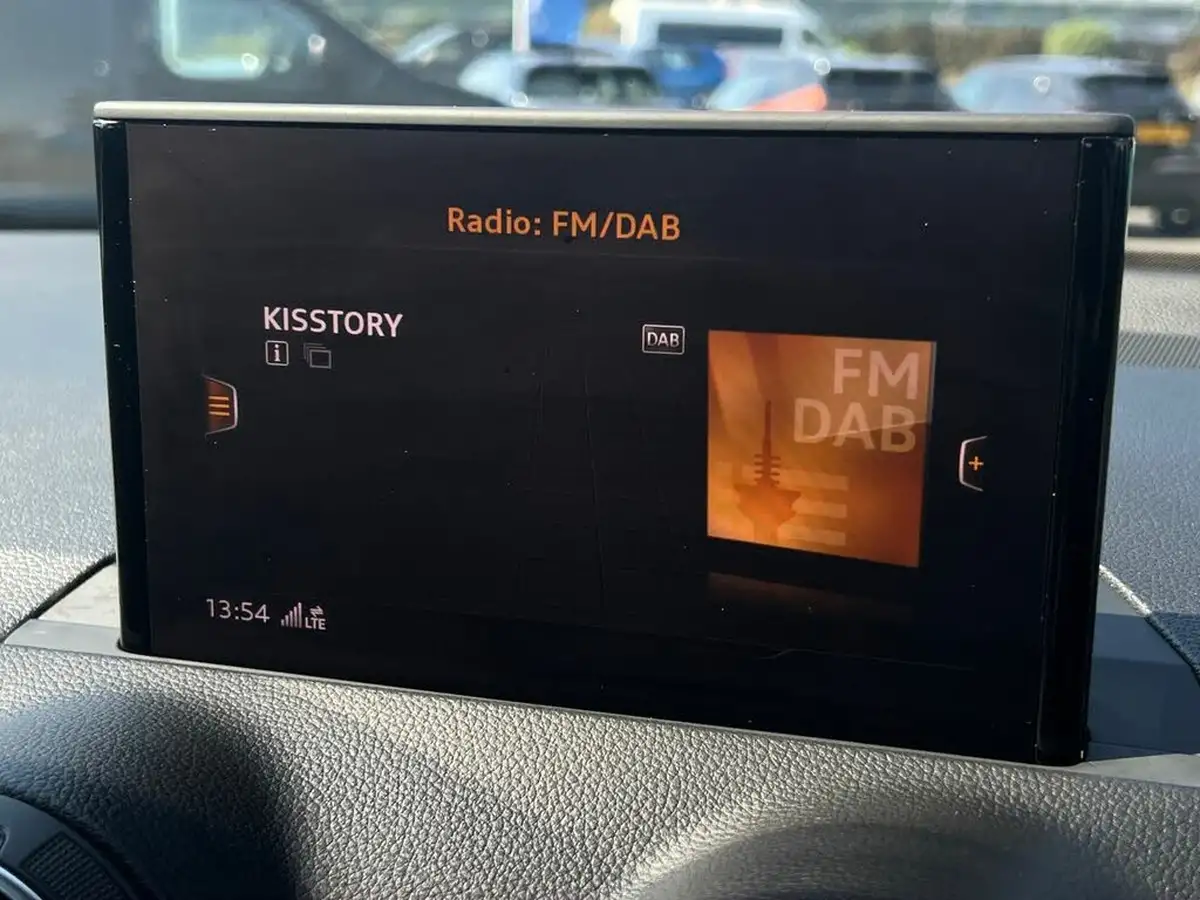 Radio: FM/DAB
KISSTORY
i
DAB
FM
DAB
+
13:54
LTE